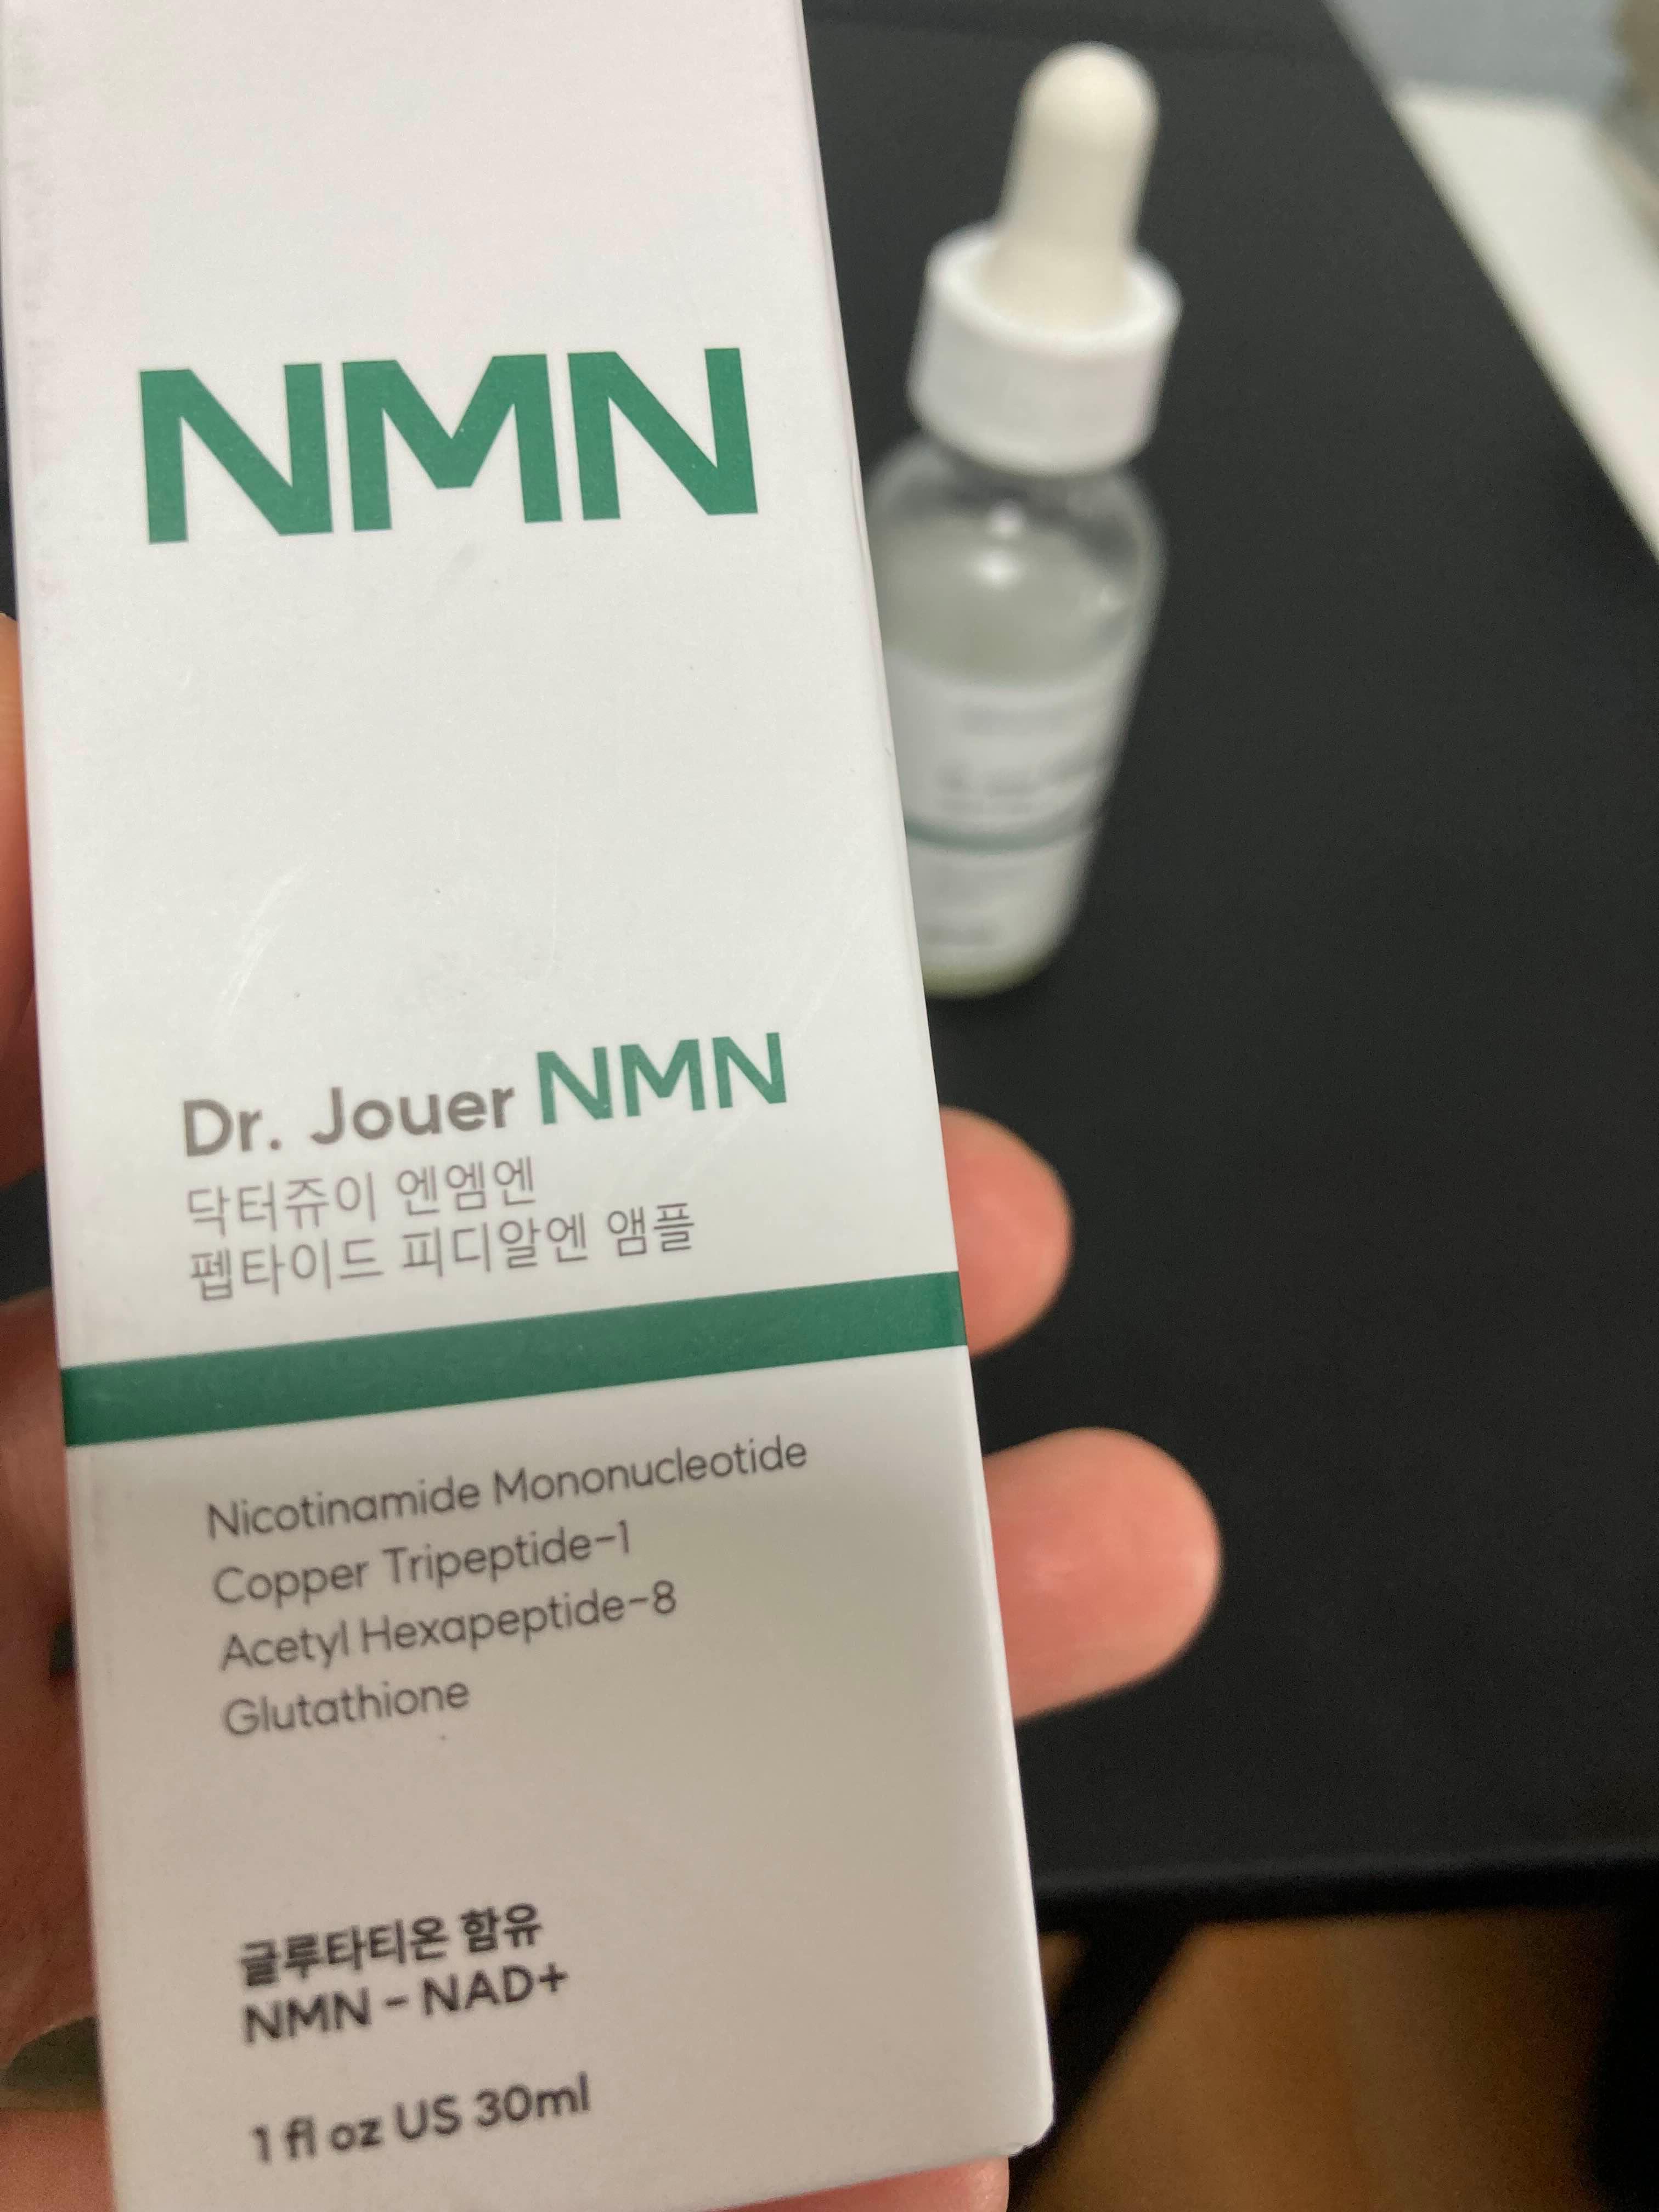 NMN
Dr. Jouer NMN
닥터쥬이 엔엠엔
펩타이드 피디알엔 앰플
Nicotinamide Mononucleotide
Copper Tripeptide-1
Acetyl Hexapeptide-8
Glutathione
글루타티온 함유
NMN - NAD+
1 fl oz US 30ml